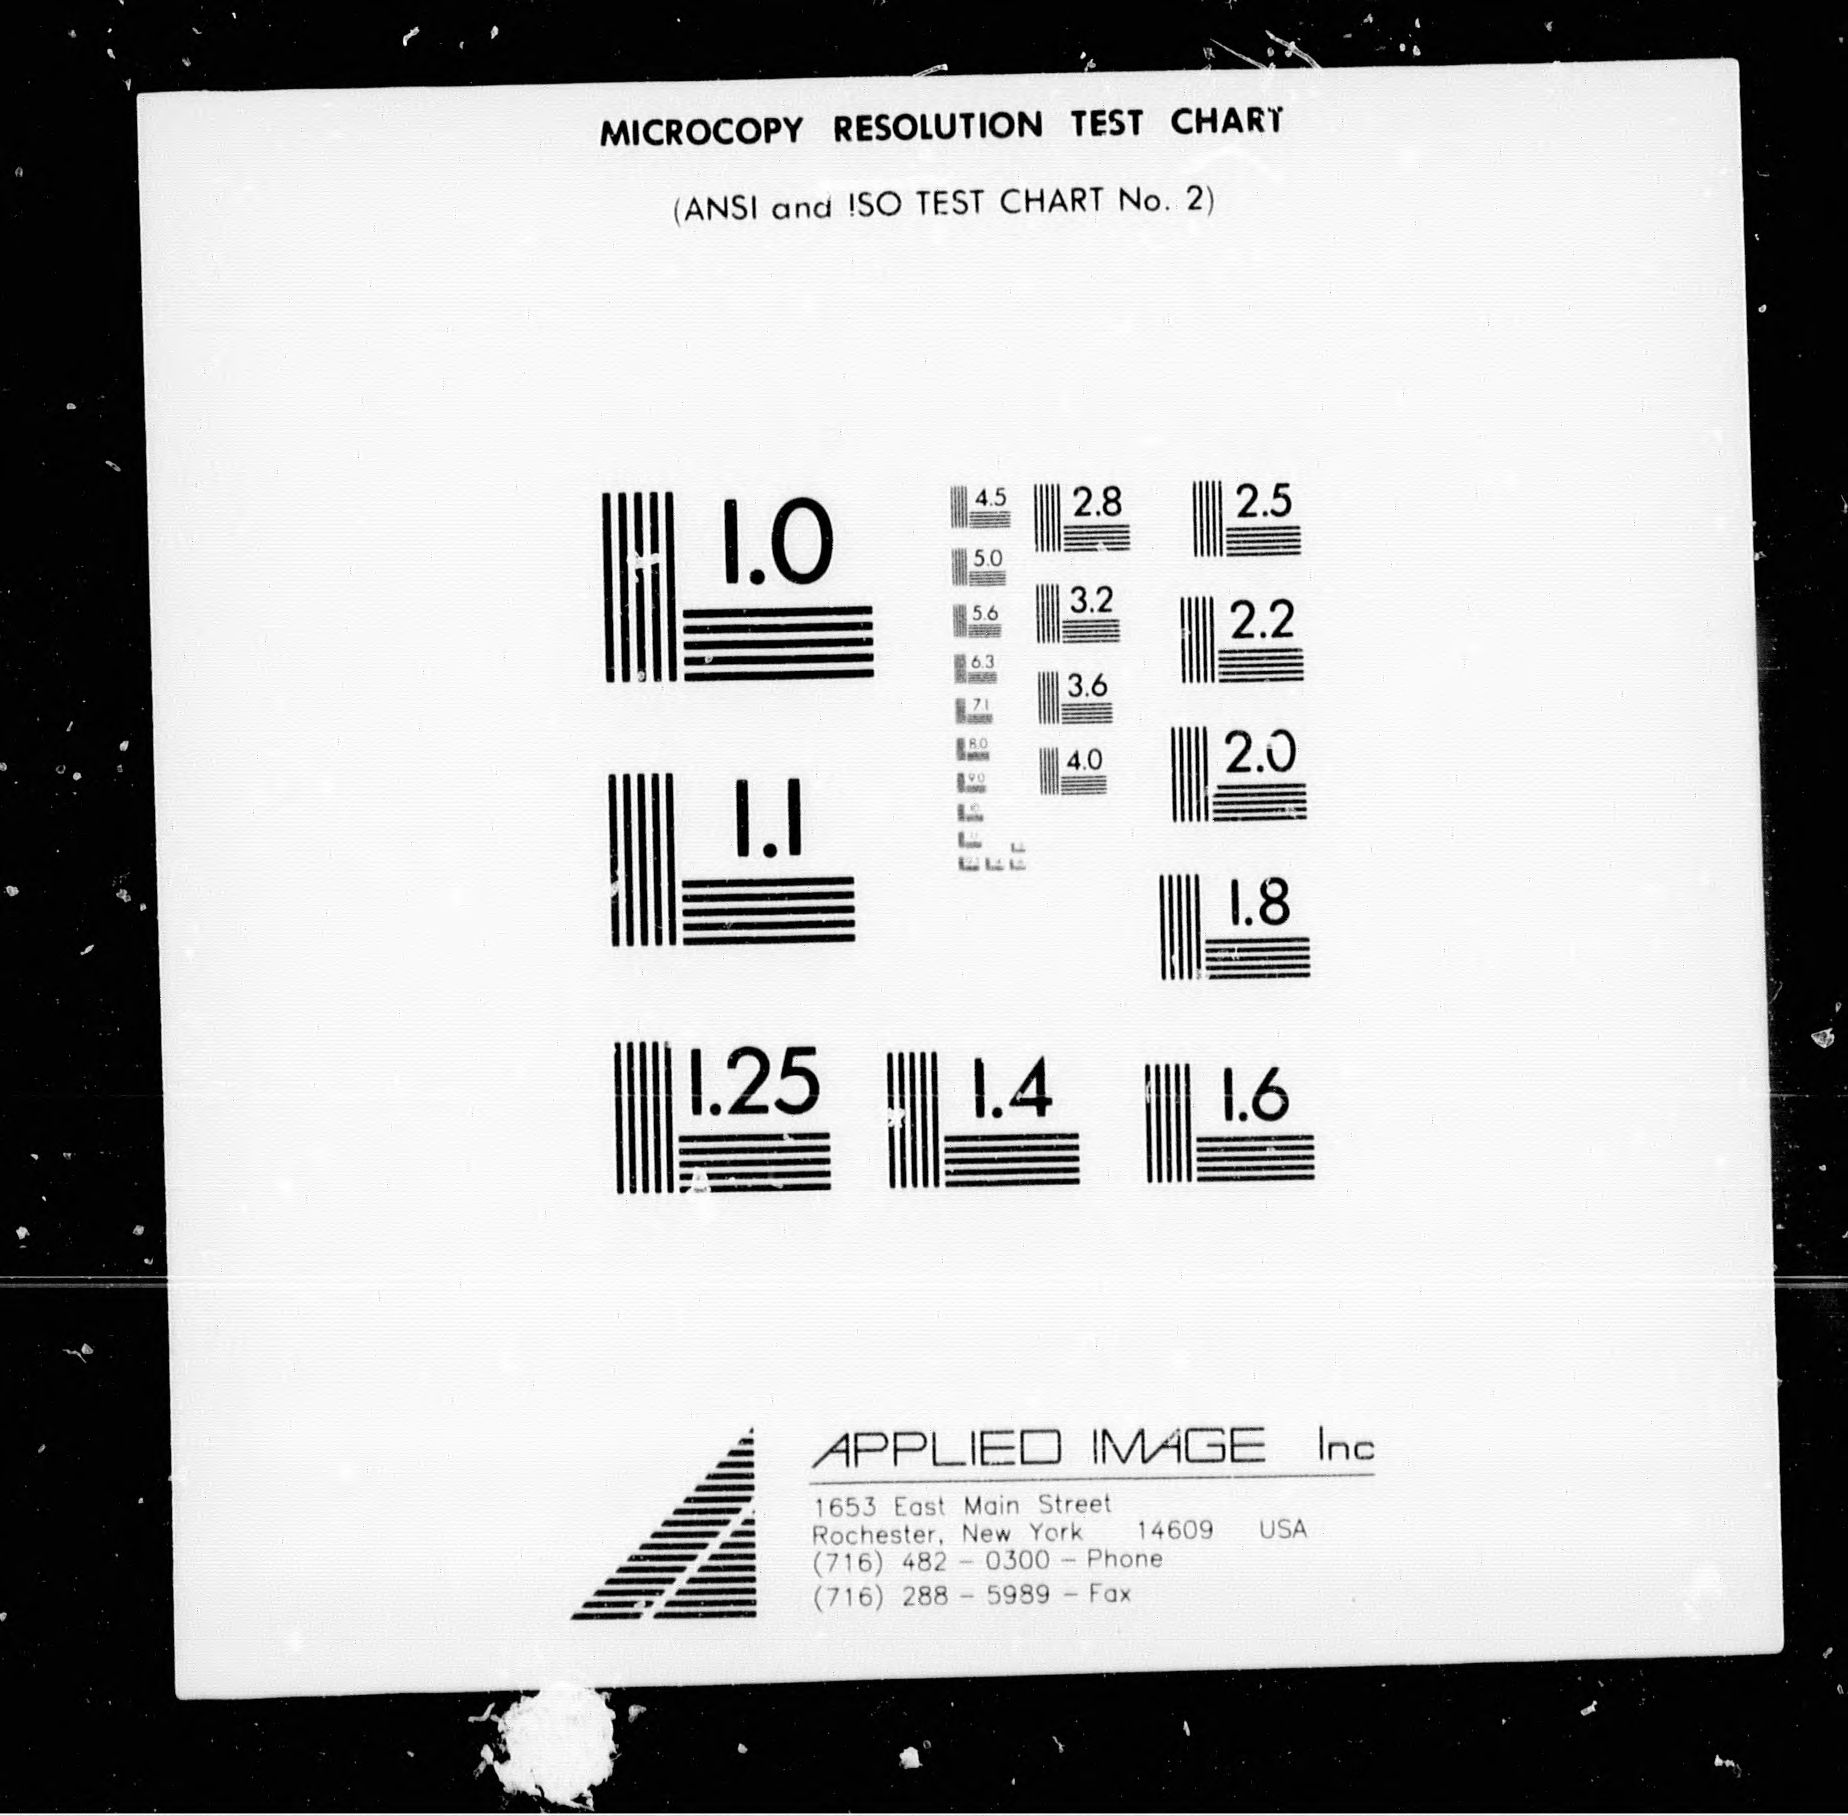 MICROCOPY RESOLUTION TEST CHART
(ANSI and ISO TEST CHART No. 2)
1.0
1.1
1.25
1.4
1.6
1.8
2.0
2.2
2.5
2.8
3.2
3.6
4.0
4.5
5.0
5.6
6.3
7.1
8.0
9.0
APPLIED IMAGE Inc
1653 East Main Street
Rochester, New York 14609 USA
(716) 482 - 0300 - Phone
(716) 288 - 5989 - Fax